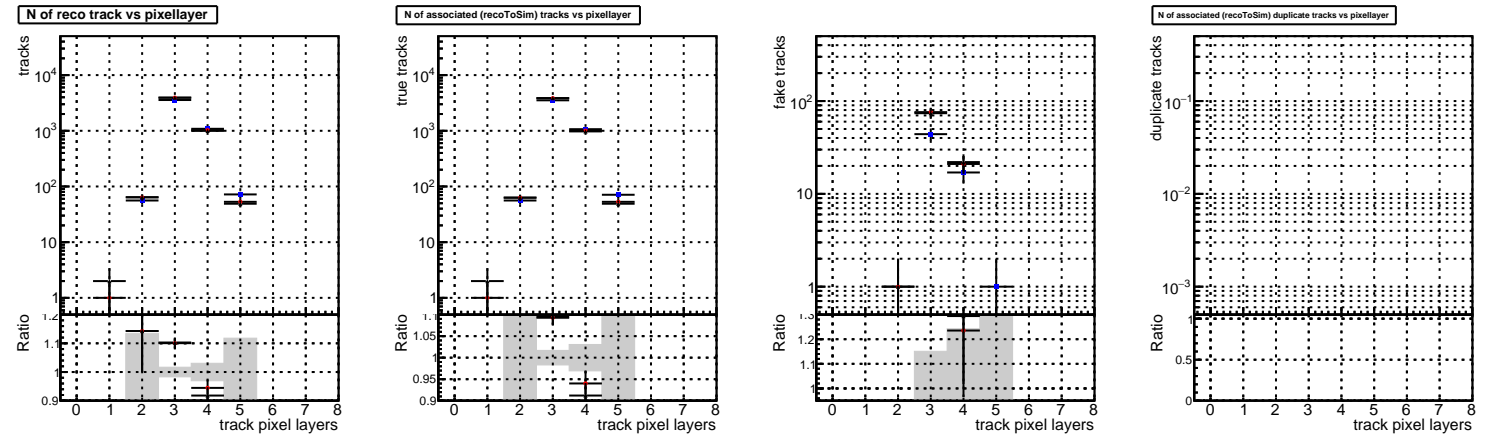 N of reco track vs pixellayer
tracks
10^4
10^3
10^2
10
1
1.2
1.1
1
0.9
Ratio
0 1 2 3 4 5 6 7 8
track pixel layers
N of associated (recoToSim) tracks vs pixellayer
true tracks
10^4
10^3
10^2
10
1
1.1
1.05
1
0.95
0.9
Ratio
0 1 2 3 4 5 6 7 8
track pixel layers
fake tracks
10^2
10
1
1.3
1.2
1.1
1
Ratio
0 1 2 3 4 5 6 7 8
track pixel layers
N of associated (recoToSim) duplicate tracks vs pixellayer
duplicate tracks
10^−1
10^−2
10^−3
1
0.5
0
Ratio
0 1 2 3 4 5 6 7 8
track pixel layers